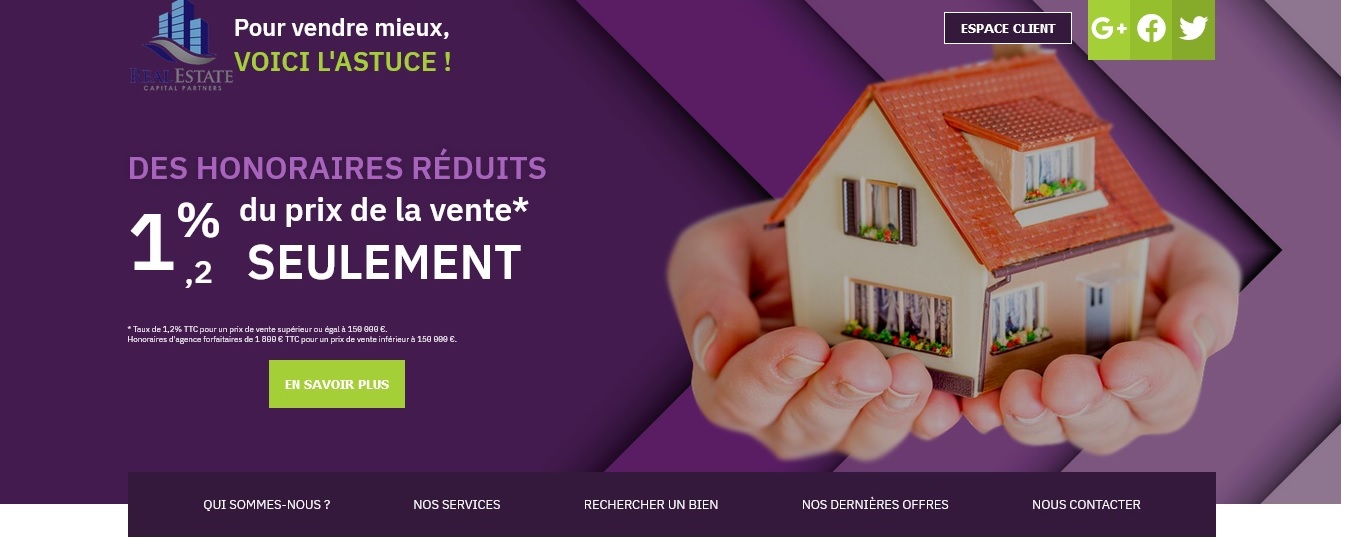 Pour vendre mieux,
VOICI L'ASTUCE !
REAL ESTATE
CAPITAL PARTNERS
ESPACE CLIENT
G+
DES HONORAIRES RÉDUITS
1,2% du prix de la vente*
SEULEMENT
* Taux de 1,2% TTC pour un prix de vente supérieur ou égal à 150 000 €.
Honoraires d'agence forfaitaires de 1 800 € TTC pour un prix de vente inférieur à 150 000 €.
EN SAVOIR PLUS
QUI SOMMES-NOUS ?
NOS SERVICES
RECHERCHER UN BIEN
NOS DERNIÈRES OFFRES
NOUS CONTACTER